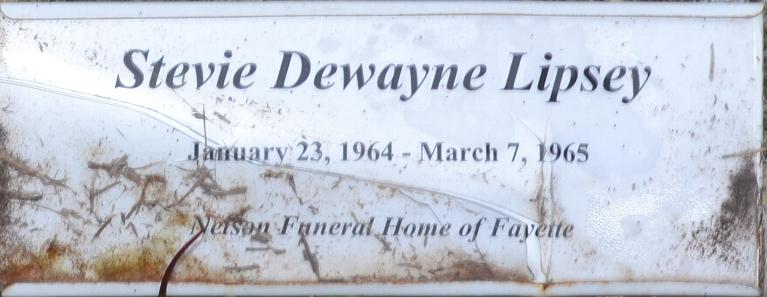 Stevie Dewayne Lipsey
January 23, 1964 - March 7, 1965
Nelson Funeral Home of Fayette